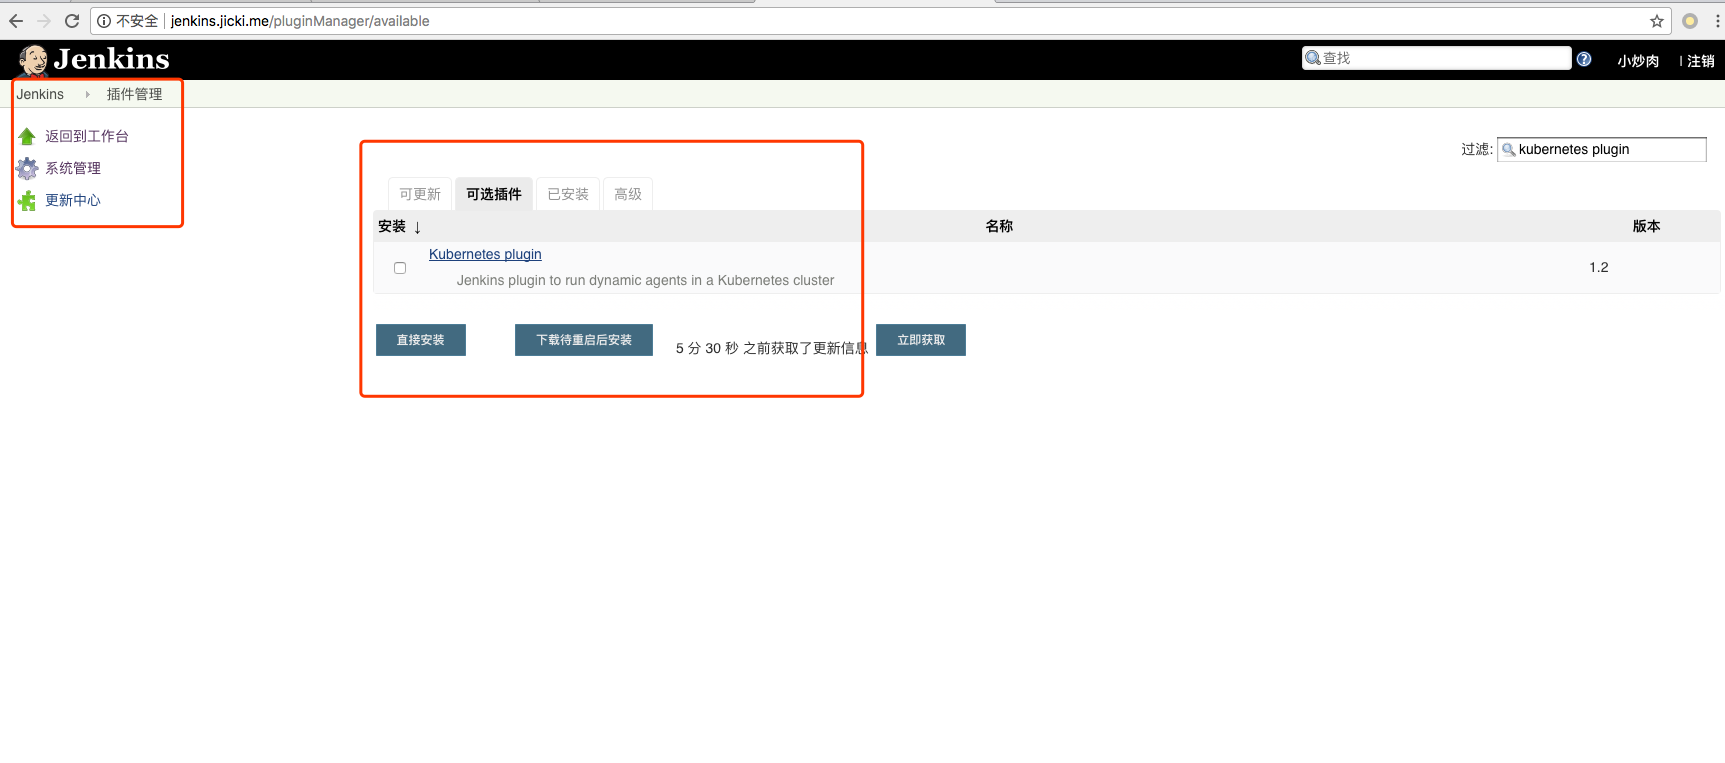 不安全 jenkins.jicki.me/pluginManager/available
Jenkins
查找
小炒肉 | 注销
Jenkins 插件管理
返回到工作台
系统管理
更新中心
过滤: kubernetes plugin
可更新 可选插件 已安装 高级
安装 ↓ 名称 版本
Kubernetes plugin
Jenkins plugin to run dynamic agents in a Kubernetes cluster
1.2
直接安装 下载待重启后安装 5 分 30 秒 之前获取了更新信息 立即获取